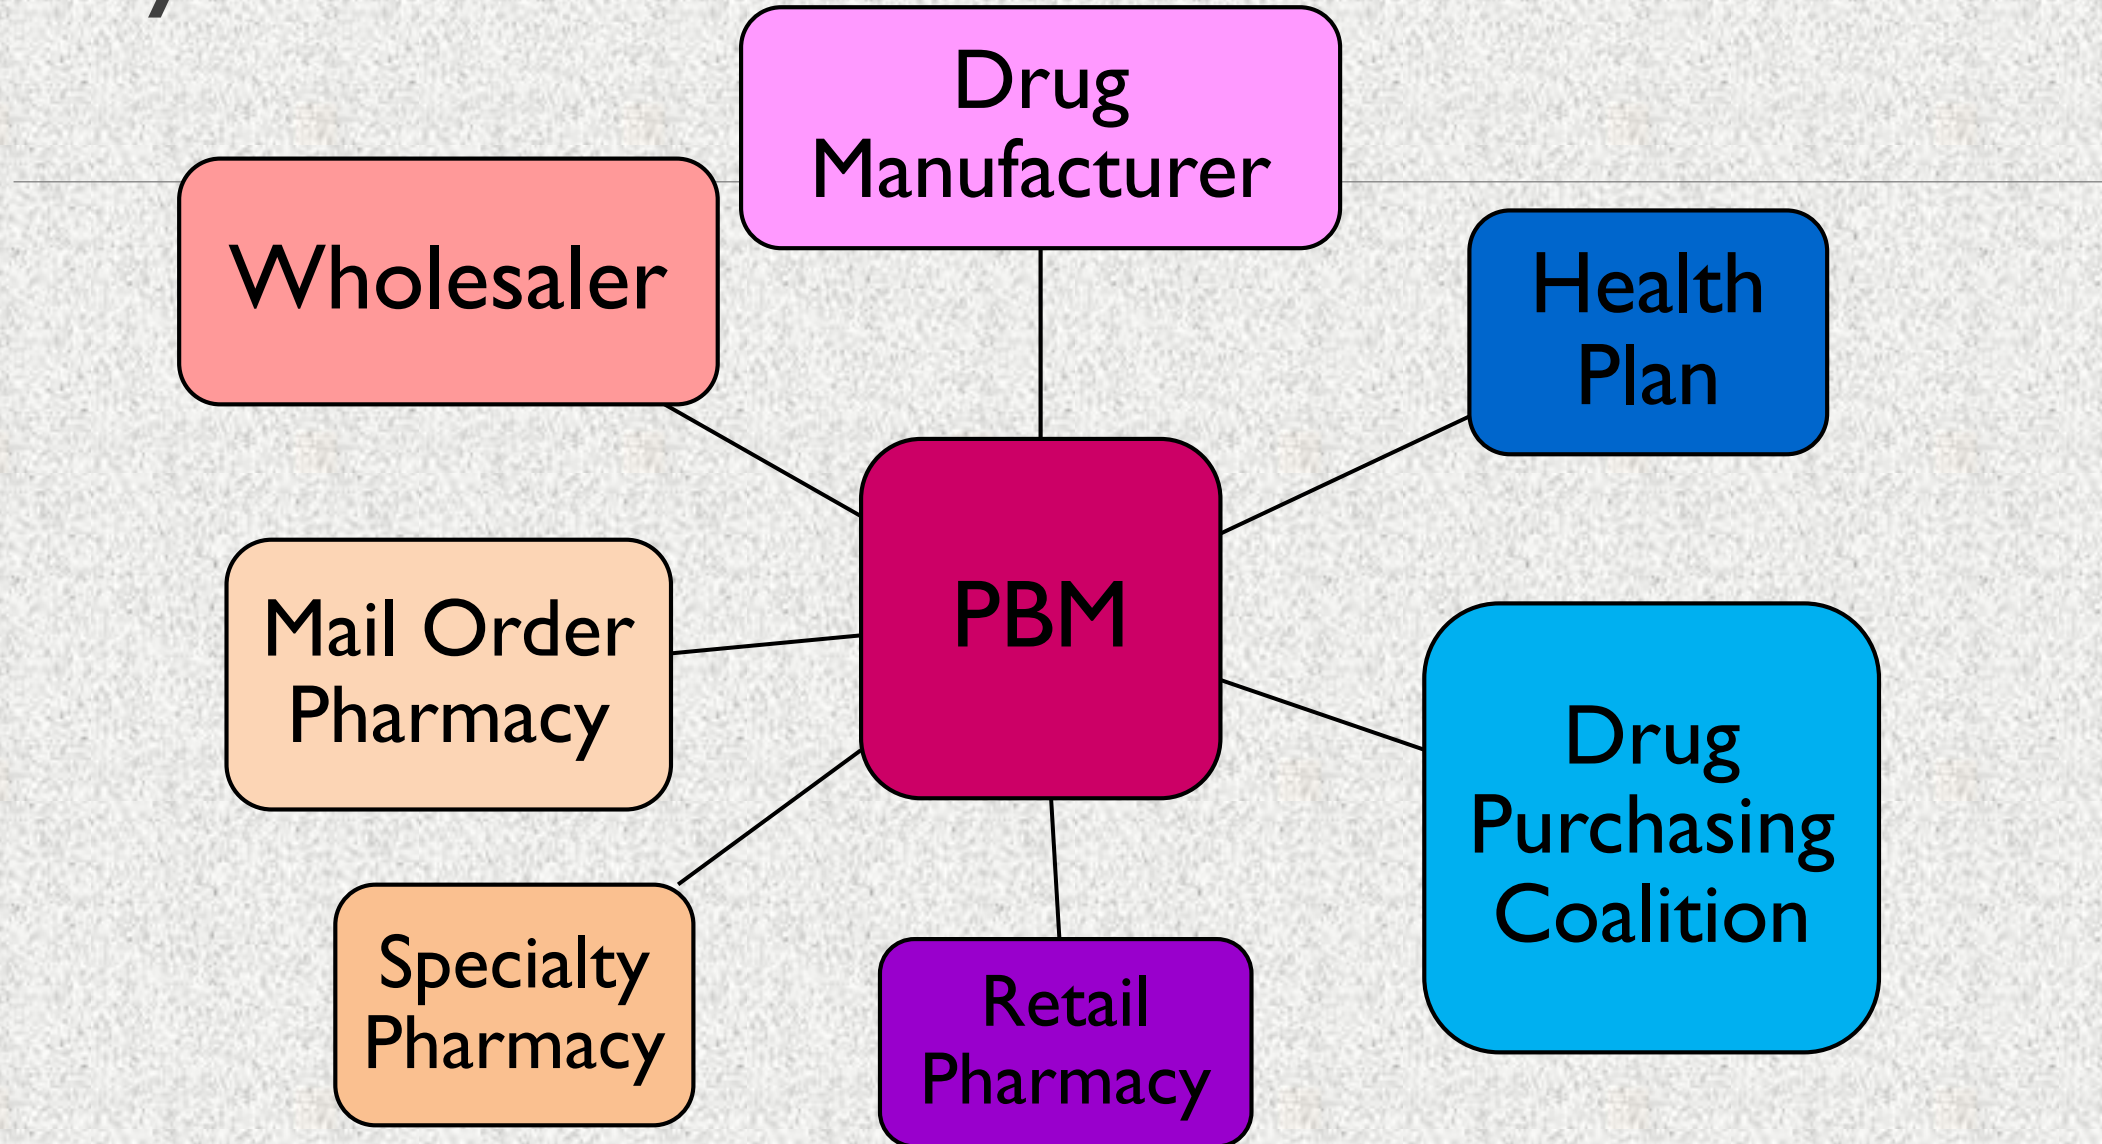 Drug
Manufacturer
Wholesaler
Health
Plan
PBM
Mail Order
Pharmacy
Drug
Purchasing
Coalition
Specialty
Pharmacy
Retail
Pharmacy